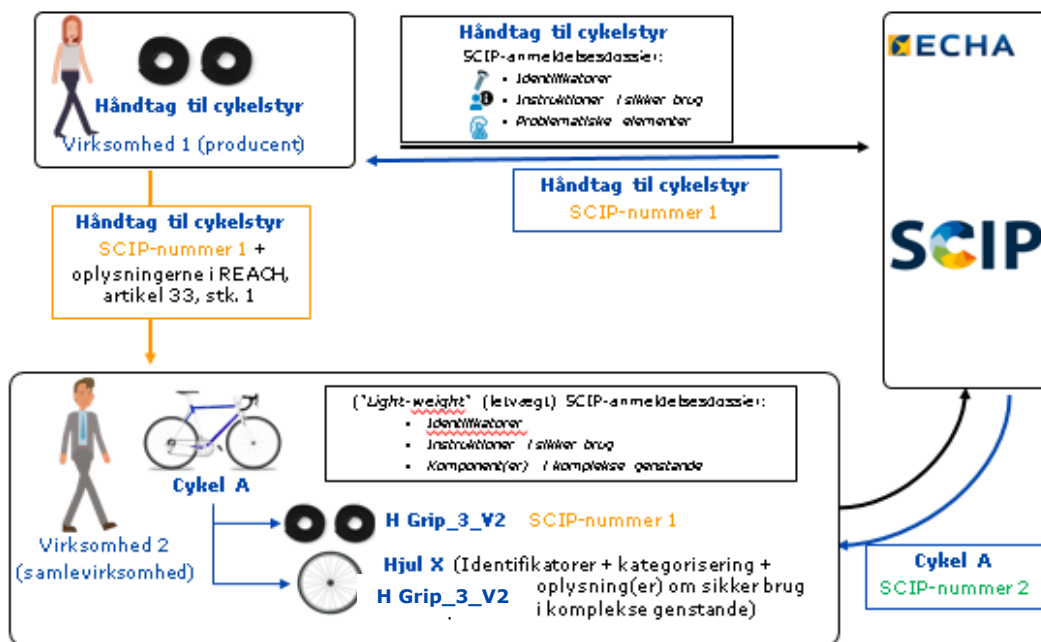 Håndtag til cykelstyr
Virksomhed 1 (producent)
Håndtag til cykelstyr
SCIP-anmeldelsesdossier:
• Identifikatorer
• Instruktioner i sikker brug
• Problematiske elementer
ECHA
SCIP
Håndtag til cykelstyr
SCIP-nummer 1
Håndtag til cykelstyr
SCIP-nummer 1 +
oplysningerne i REACH,
artikel 33, stk. 1
("Light-weight" (letvægt) SCIP-anmeldelsesdossier:
• Identifikatorer
• Instruktioner i sikker brug
• Komponent(er) i komplekse genstande
Cykel A
Virksomhed 2
(samlevirksomhed)
H Grip_3_V2 SCIP-nummer 1
Hjul X (Identifikatorer + kategorisering +
H Grip_3_V2 oplysning(er) om sikker brug
i komplekse genstande)
Cykel A
SCIP-nummer 2